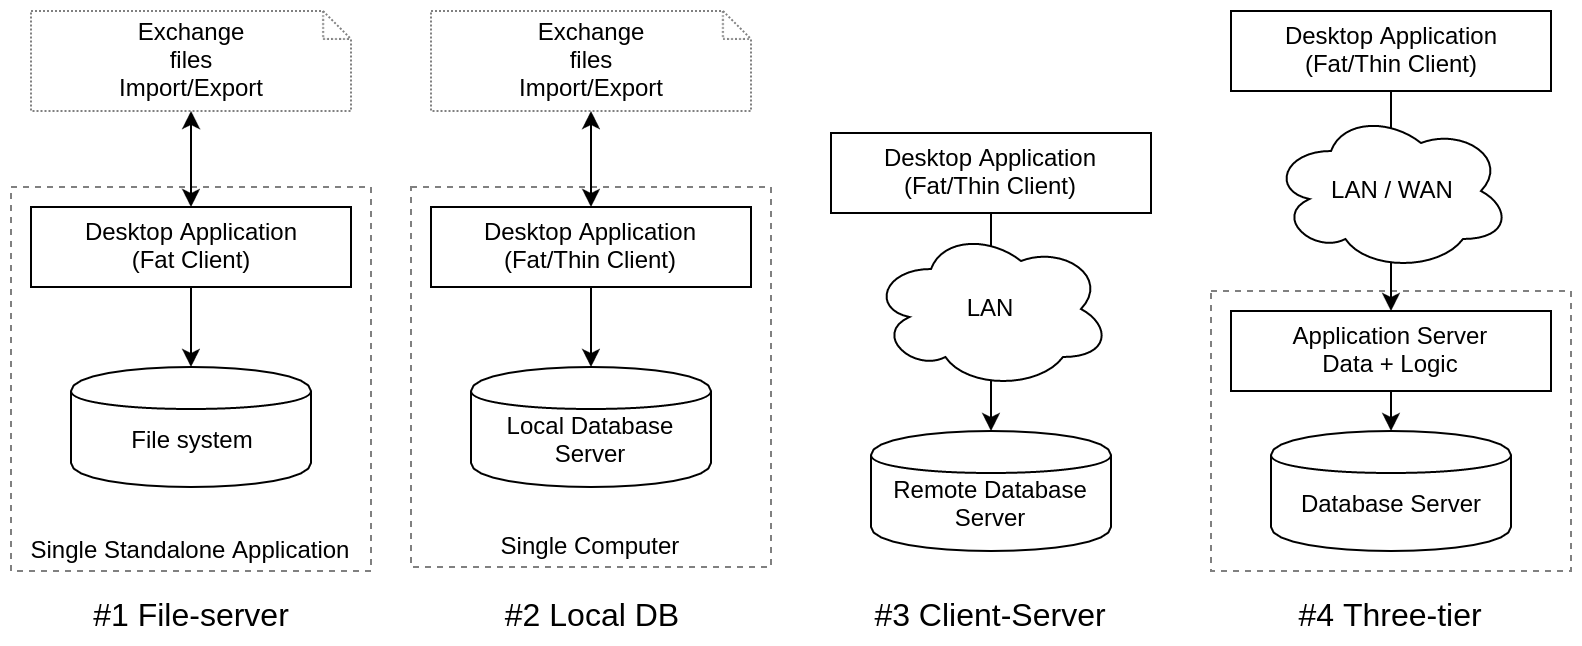 Exchange
files
Import/Export
Desktop Application
(Fat Client)
File system
Single Standalone Application
#1 File-server
Exchange
files
Import/Export
Desktop Application
(Fat/Thin Client)
Local Database
Server
Single Computer
#2 Local DB
Desktop Application
(Fat/Thin Client)
LAN
Remote Database
Server
#3 Client-Server
Desktop Application
(Fat/Thin Client)
LAN / WAN
Application Server
Data + Logic
Database Server
#4 Three-tier